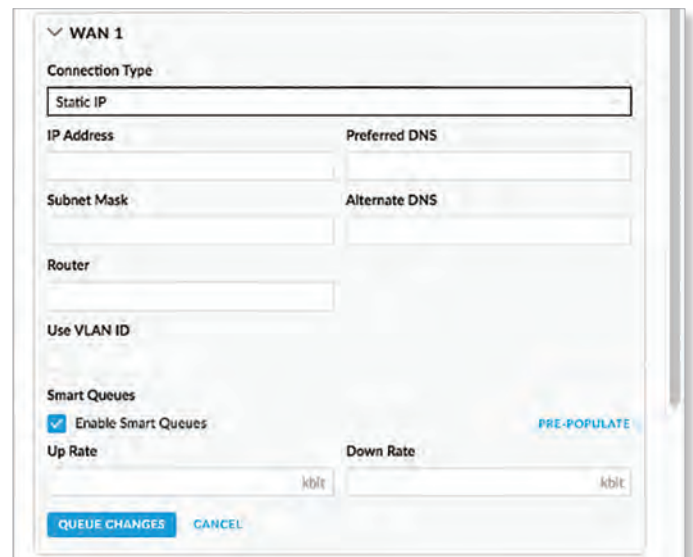 WAN 1
Connection Type
Static IP
IP Address Preferred DNS
Subnet Mask Alternate DNS
Router
Use VLAN ID
Smart Queues
Enable Smart Queues PRE-POPULATE
Up Rate Down Rate
kbit kbit
QUEUE CHANGES CANCEL